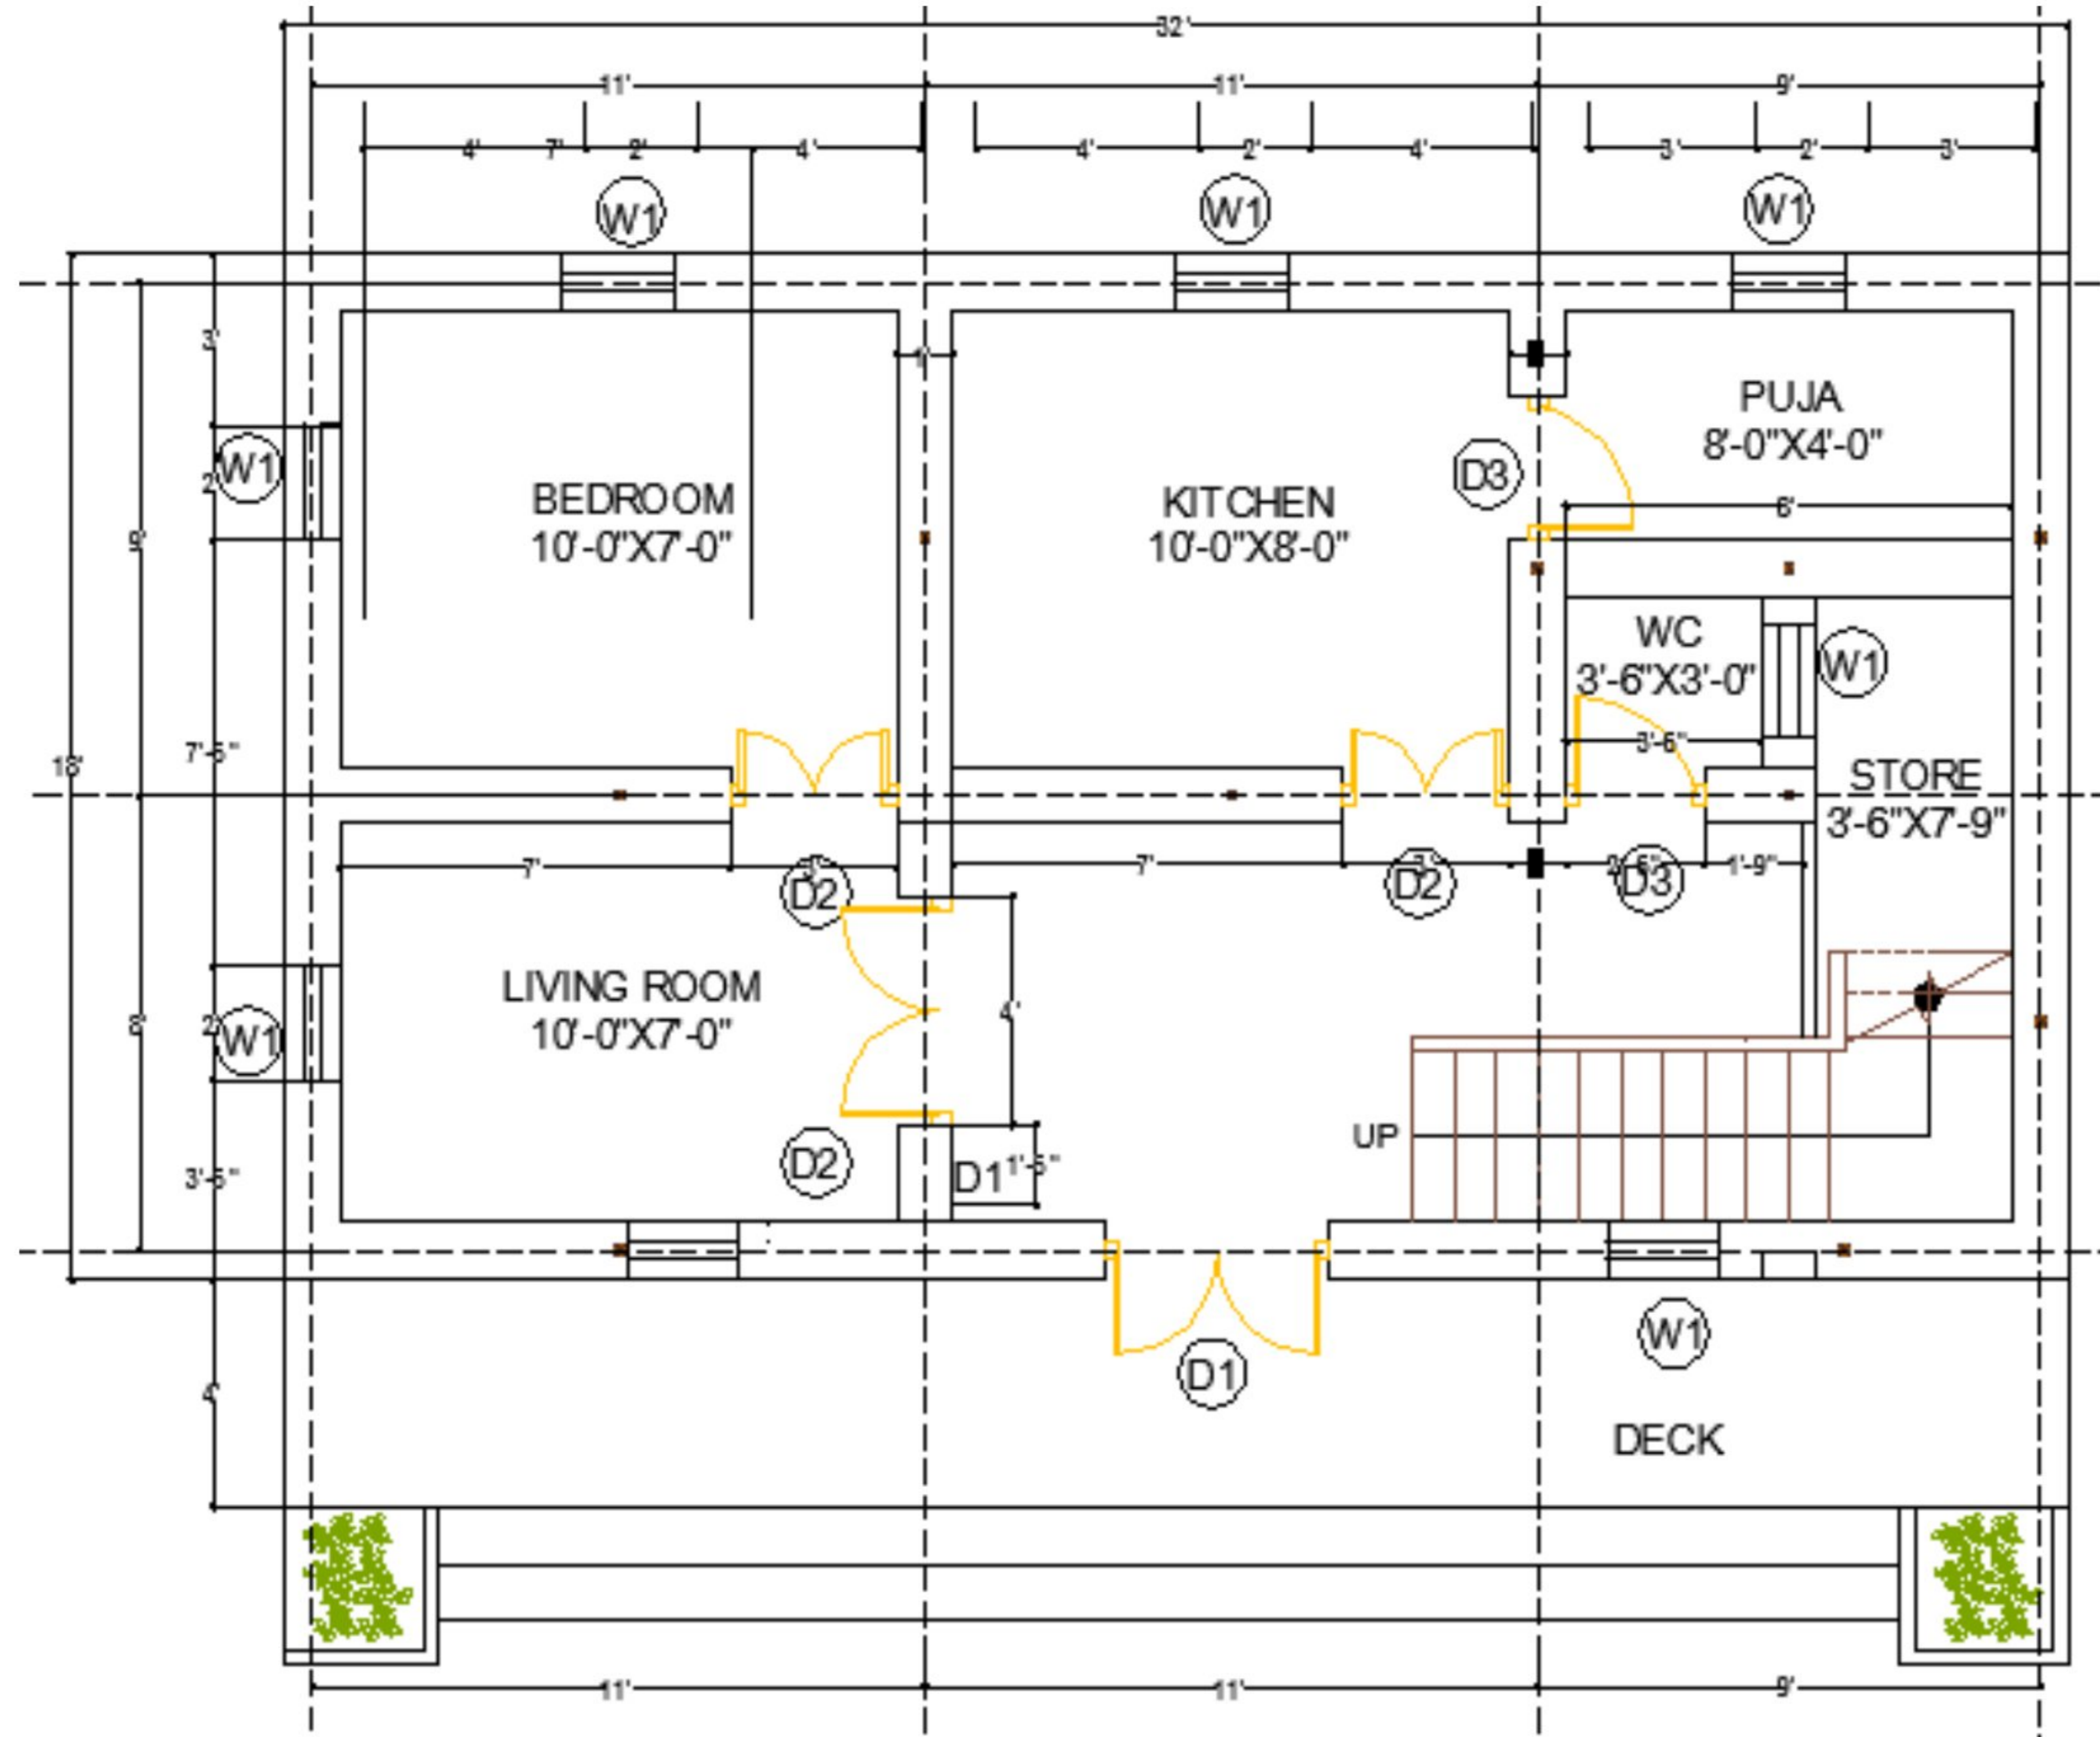 32'
11'
11'
9'
4'
7'
2'
4'
4'
2'
4'
3'
2'
3'
W1
W1
W1
3'
1'
PUJA
8'-0"X4'-0"
W1
2'
D3
BEDROOM
10'-0"X7'-0"
KITCHEN
10'-0"X8'-0"
9'
WC
3'-6"X3'-0"
W1
3'-6"
18'
7'-5"
STORE
3'-6"X7'-9"
7'
3'
D2
7'
D2
D3
1'-9"
LIVING ROOM
10'-0"X7'-0"
4'
8'
2'
W1
UP
3'-5"
D2
D1
1'-5"
W1
D1
4'
DECK
11'
11'
9'